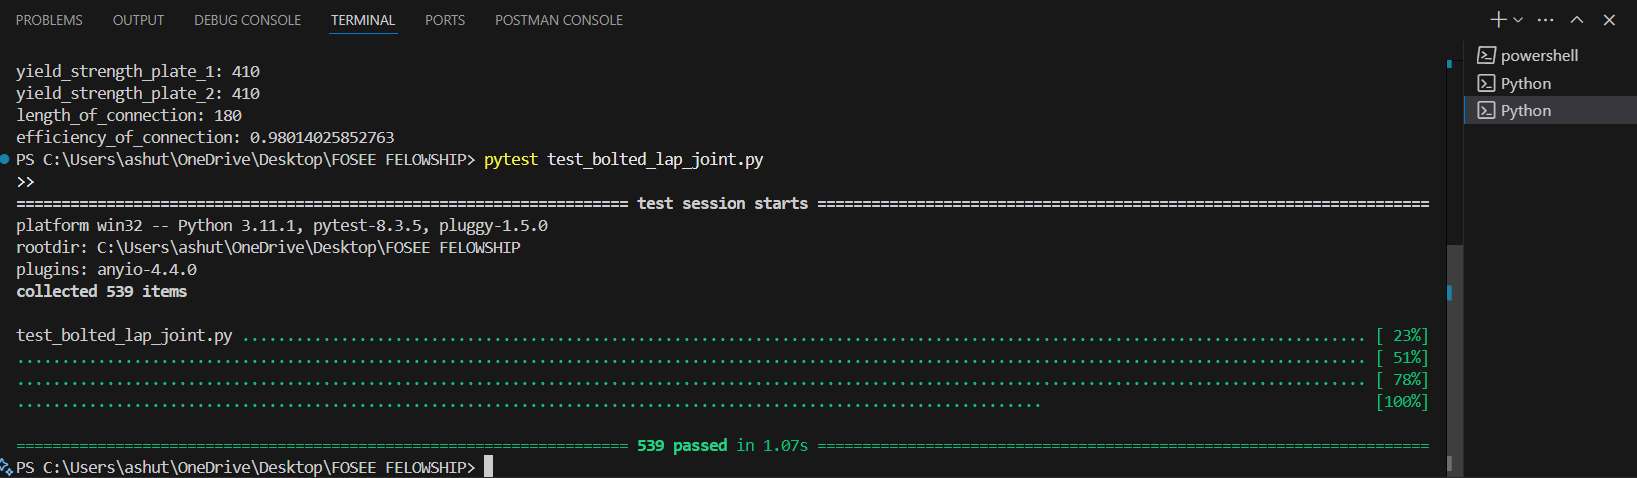 PROBLEMS OUTPUT DEBUG CONSOLE TERMINAL PORTS POSTMAN CONSOLE
powershell
Python
Python
yield_strength_plate_1: 410
yield_strength_plate_2: 410
length_of_connection: 180
efficiency_of_connection: 0.98014025852763
PS C:\Users\ashut\OneDrive\Desktop\FOSEE FELOWSHIP> pytest test_bolted_lap_joint.py
>>
==================================================================== test session starts ====================================================================
platform win32 -- Python 3.11.1, pytest-8.3.5, pluggy-1.5.0
rootdir: C:\Users\ashut\OneDrive\Desktop\FOSEE FELOWSHIP
plugins: anyio-4.4.0
collected 539 items
test_bolted_lap_joint.py ............................................................................................................................. [ 23%]
...................................................................................................................................................... [ 51%]
...................................................................................................................................................... [ 78%]
.................................................................................................................. [100%]
==================================================================== 539 passed in 1.07s ====================================================================
PS C:\Users\ashut\OneDrive\Desktop\FOSEE FELOWSHIP>